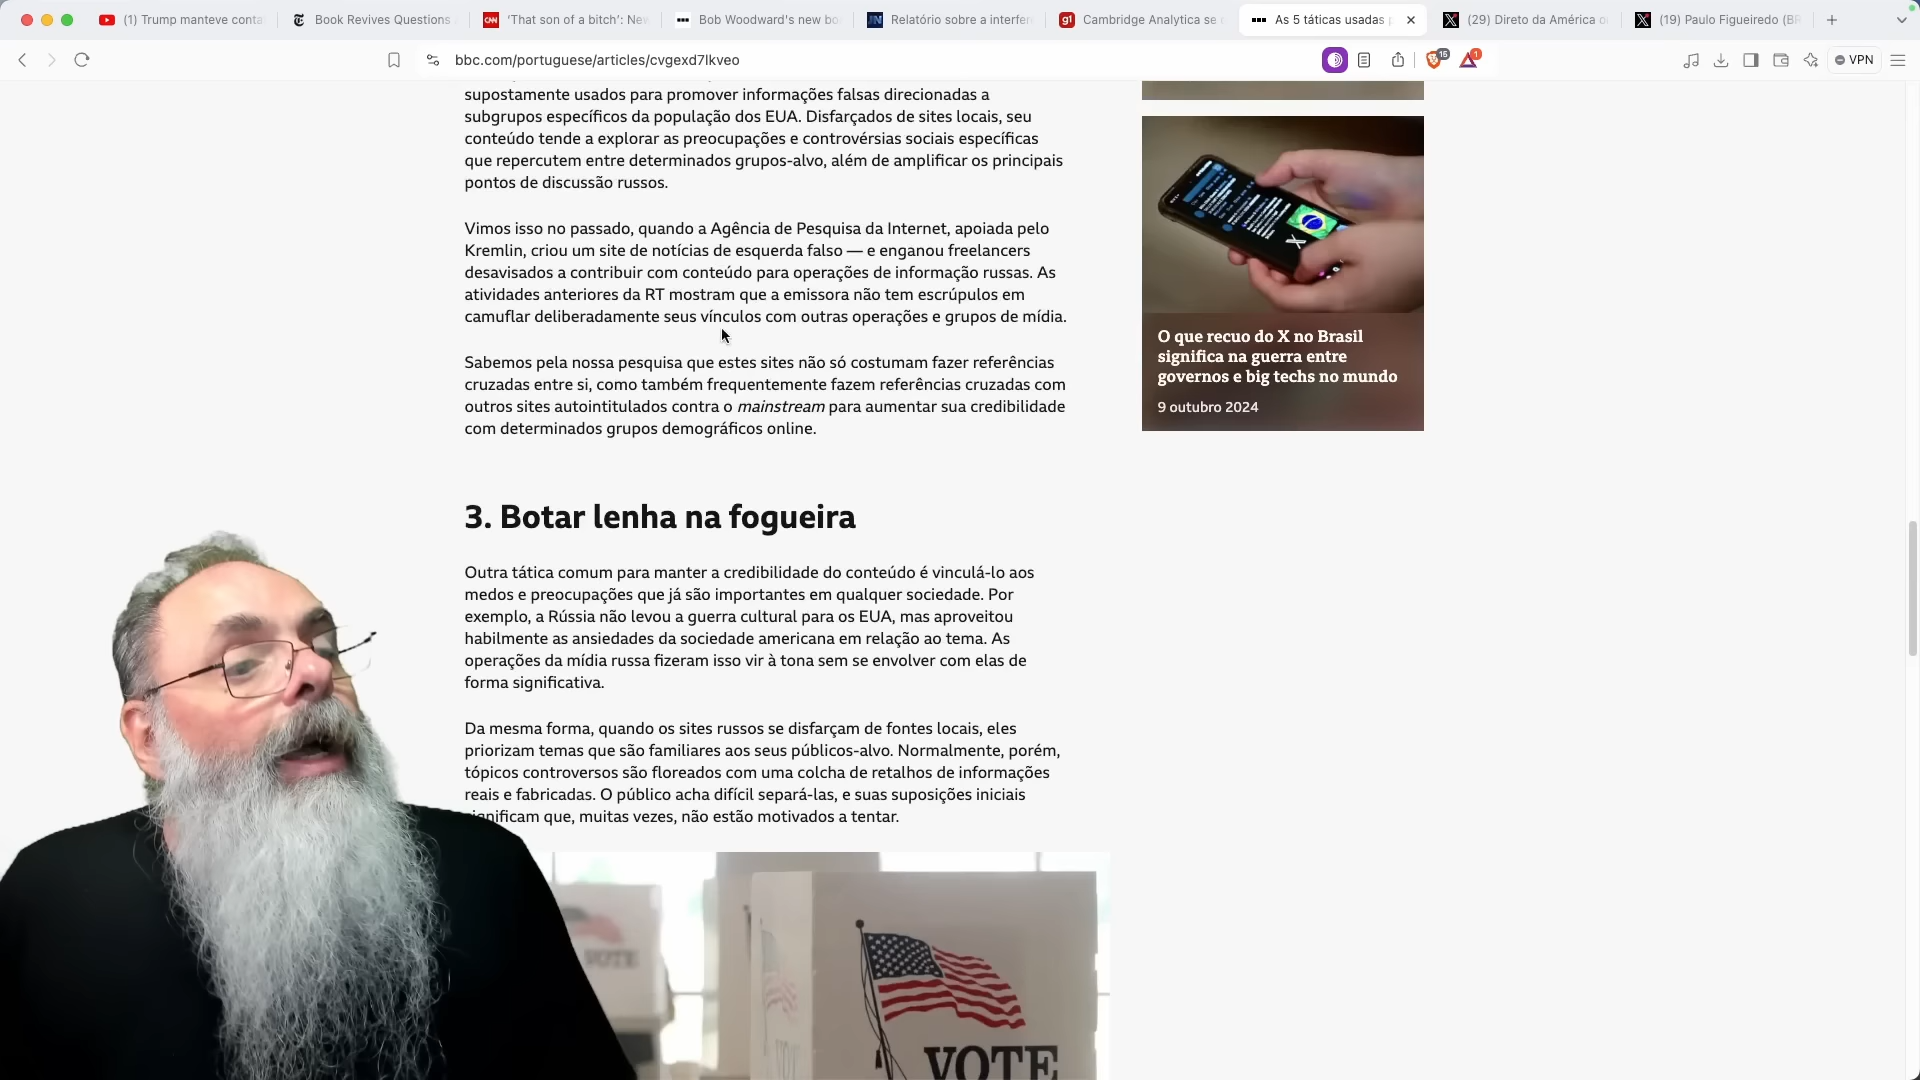 (1) Trump manteve conta
Book Revives Questions
'That son of a bitch': Ne
Bob Woodward's new bo
Relatório sobre a interfer
Cambridge Analytica se
As 5 táticas usadas
(29) Direto da América
(19) Paulo Figueiredo (BR
bbc.com/portuguese/articles/cvgexd7lkveo
15
1
VPN
supostamente usados para promover informações falsas direcionadas a
subgrupos específicos da população dos EUA. Disfarçados de sites locais, seu
conteúdo tende a explorar as preocupações e controvérsias sociais específicas
que repercutem entre determinados grupos-alvo, além de amplificar os principais
pontos de discussão russos.
Vimos isso no passado, quando a Agência de Pesquisa da Internet, apoiada pelo
Kremlin, criou um site de notícias de esquerda falso — e enganou freelancers
desavisados a contribuir com conteúdo para operações de informação russas. As
atividades anteriores da RT mostram que a emissora não tem escrúpulos em
camuflar deliberadamente seus vínculos com outras operações e grupos de mídia.
Sabemos pela nossa pesquisa que estes sites não só costumam fazer referências
cruzadas entre si, como também frequentemente fazem referências cruzadas com
outros sites autointitulados contra o mainstream para aumentar sua credibilidade
com determinados grupos demográficos online.
3. Botar lenha na fogueira
Outra tática comum para manter a credibilidade do conteúdo é vinculá-lo aos
medos e preocupações que já são importantes em qualquer sociedade. Por
exemplo, a Rússia não levou a guerra cultural para os EUA, mas aproveitou
habilmente as ansiedades da sociedade americana em relação ao tema. As
operações da mídia russa fizeram isso vir à tona sem se envolver com elas de
forma significativa.
Da mesma forma, quando os sites russos se disfarçam de fontes locais, eles
priorizam temas que são familiares aos seus públicos-alvo. Normalmente, porém,
tópicos controversos são floreados com uma colcha de retalhos de informações
reais e fabricadas. O público acha difícil separá-las, e suas suposições iniciais
significam que, muitas vezes, não estão motivados a tentar.
O que recuo do X no Brasil
significa na guerra entre
governos e big techs no mundo
9 outubro 2024
VOTE
VOTE